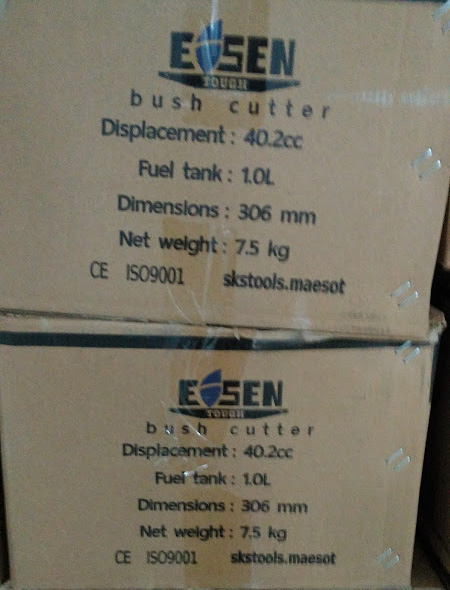 EOSEN
TOUGH
bush cutter
Displacement : 40.2cc
Fuel tank : 1.0L
Dimensions : 306 mm
Net weight : 7.5 kg
CE ISO9001 skstools.maesot
EOSEN
TOUGH
bush cutter
Displacement : 40.2cc
Fuel tank : 1.0L
Dimensions : 306 mm
Net weight : 7.5 kg
CE ISO9001 skstools.maesot